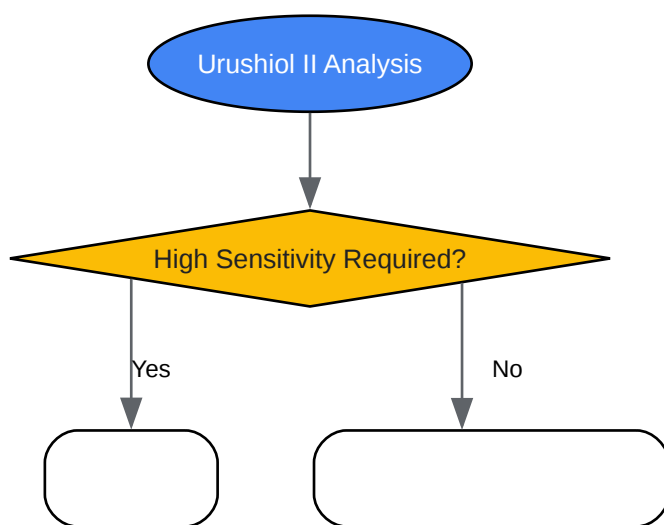 Urushiol II Analysis
High Sensitivity Required?
Yes
No